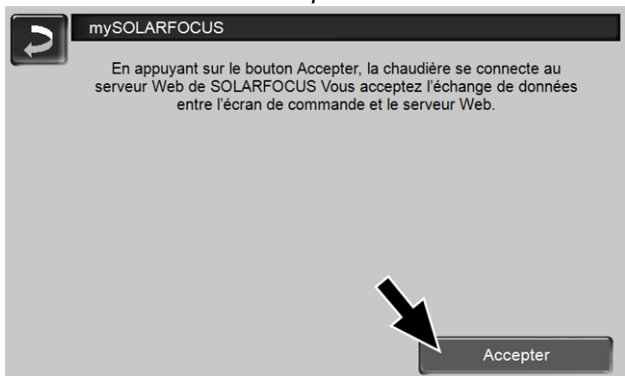 mySOLARFOCUS
En appuyant sur le bouton Accepter, la chaudière se connecte au
serveur Web de SOLARFOCUS Vous acceptez l'échange de données
entre l'écran de commande et le serveur Web.
Accepter